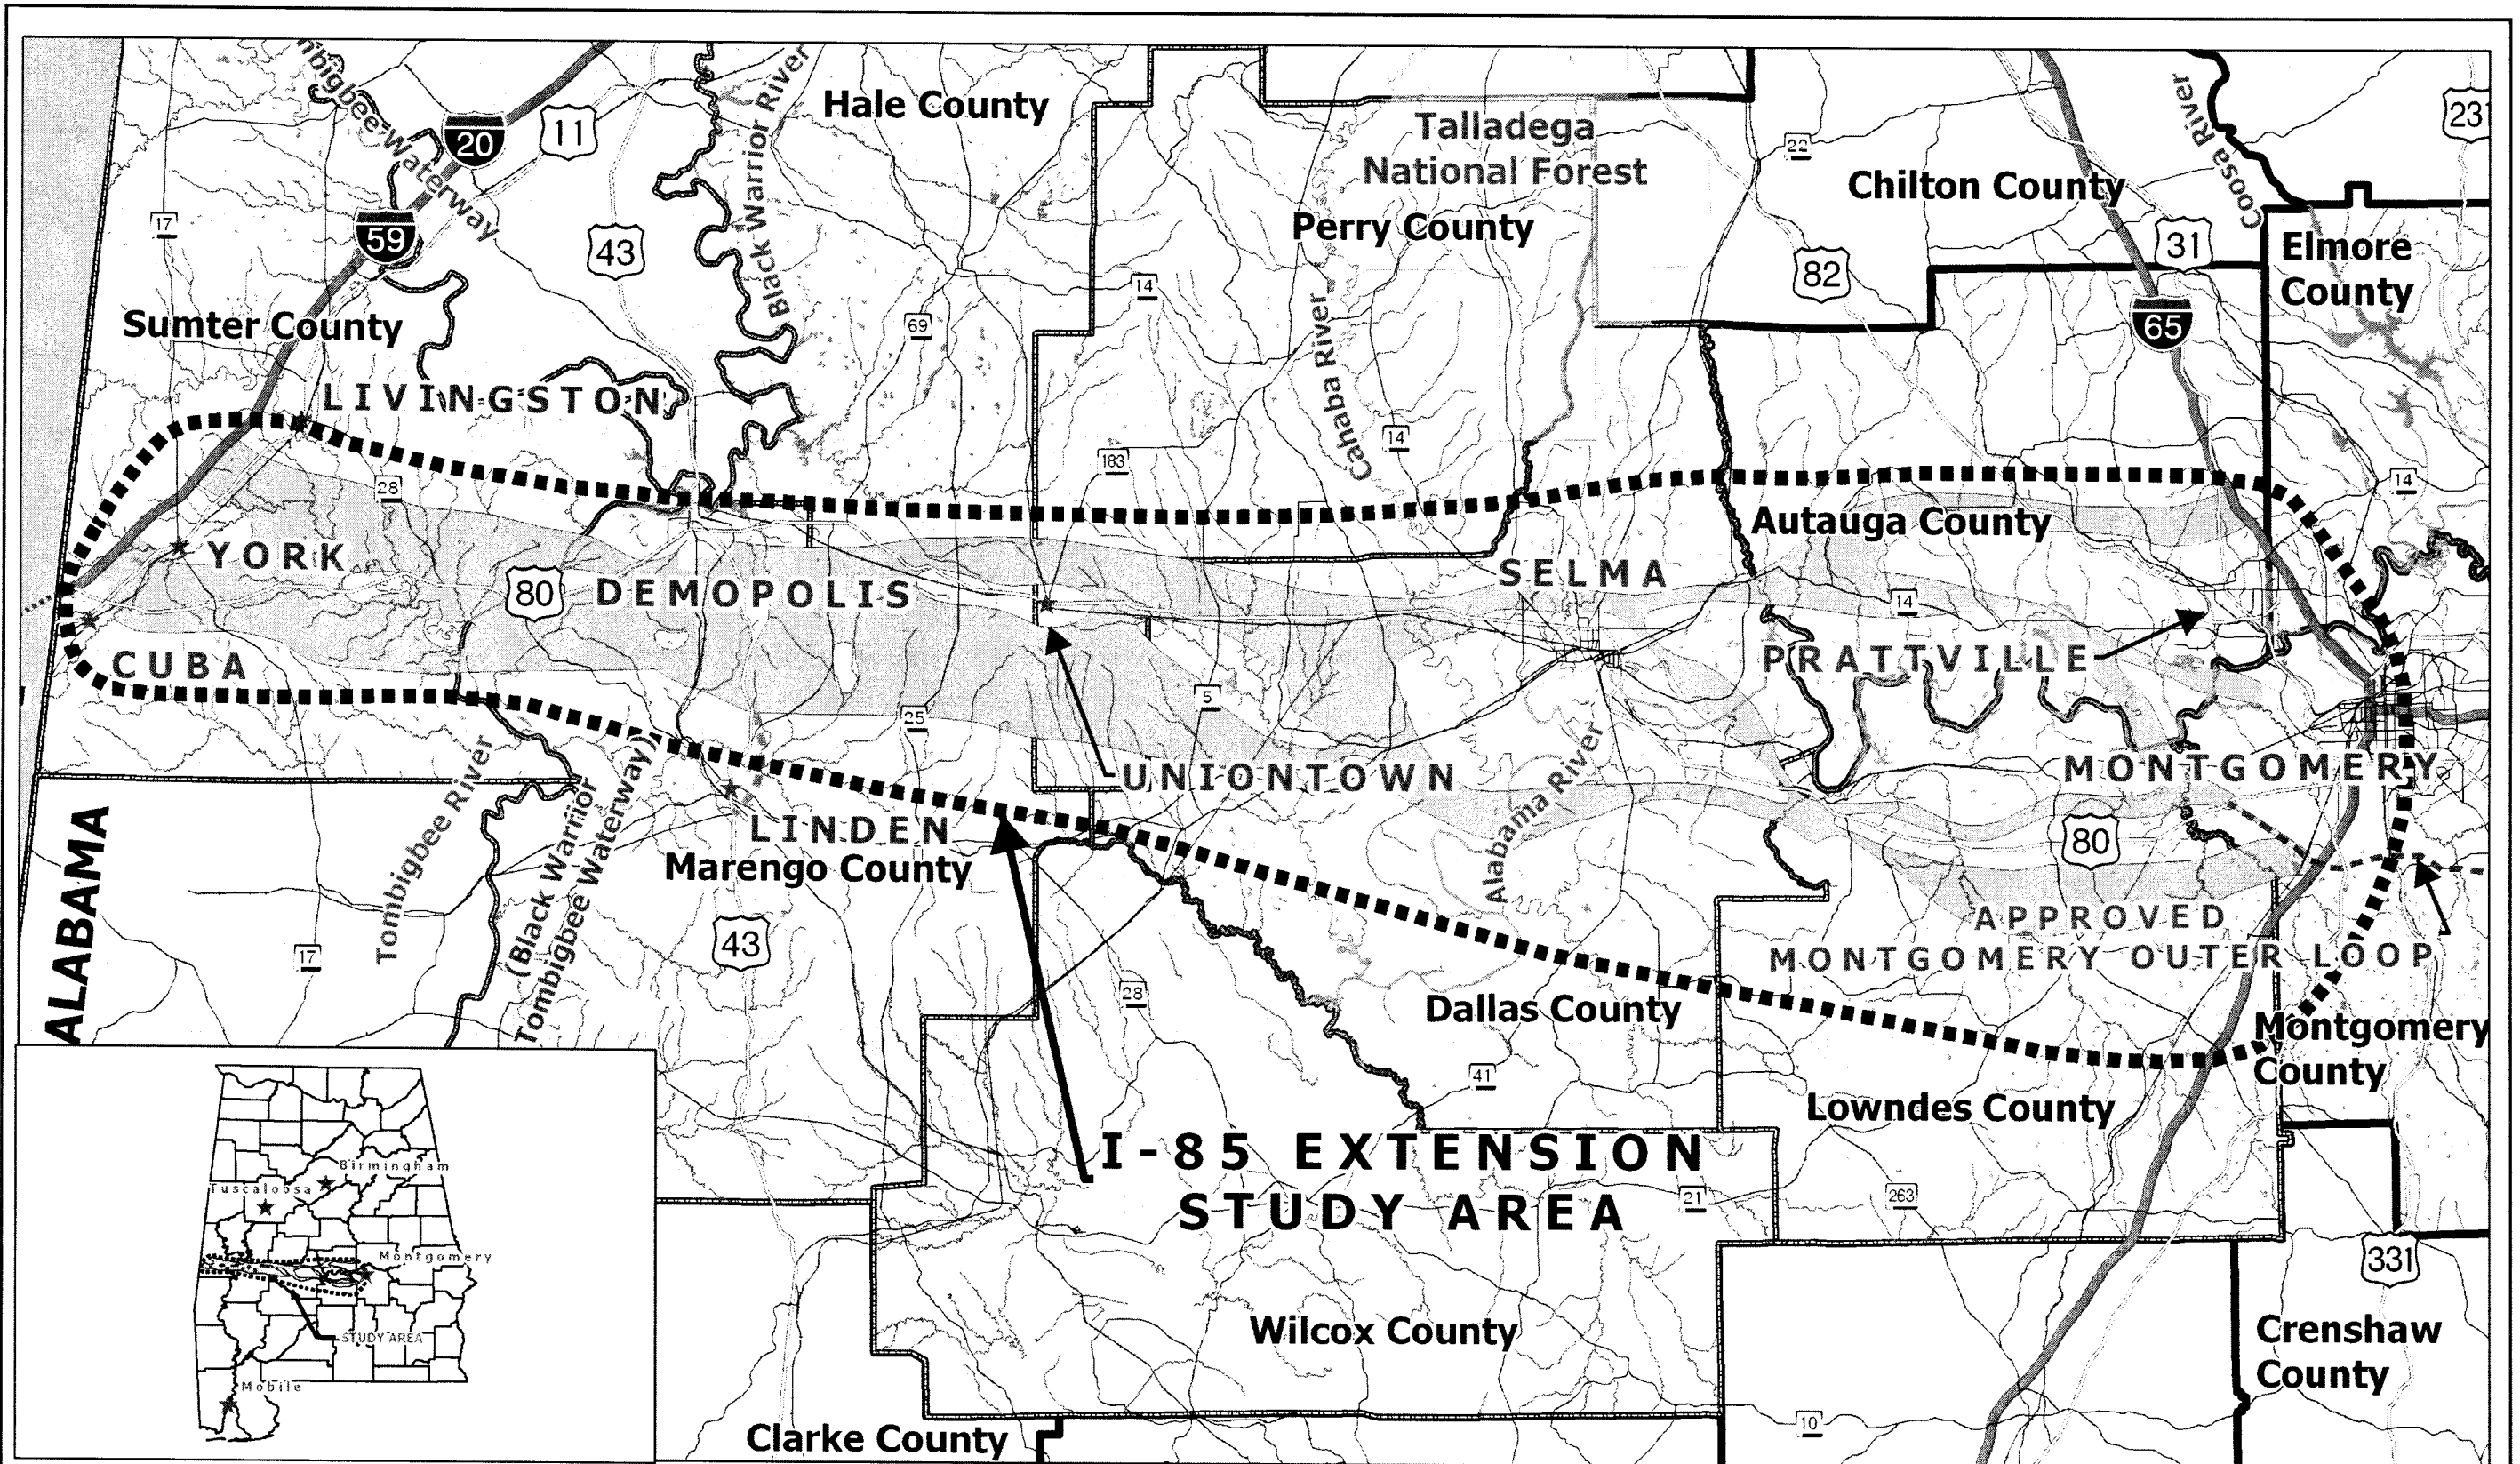 mbigbee Waterway
20
11
Black Warrior River
Hale County
Talladega
National Forest
Perry County
22
Chilton County
Coosa River
231
17
59
43
14
82
31
Elmore
County
Sumter County
69
Cahaba River
65
LIVINGSTON
28
183
14
14
Autauga County
YORK
80
DEMOPOLIS
SELMA
14
CUBA
PRATTVILLE
5
25
UNIONTOWN
MONTGOMERY
Tombigbee River
(Black Warrior
Tombigbee Waterway)
Alabama River
LINDEN
Marengo County
80
ALABAMA
43
17
APPROVED
MONTGOMERY OUTER LOOP
28
Dallas County
Montgomery
County
41
Lowndes County
I-85 EXTENSION
STUDY AREA
21
263
331
Wilcox County
Crenshaw
County
10
Clarke County
Birmingham
Tuscaloosa
Montgomery
STUDY AREA
Mobile